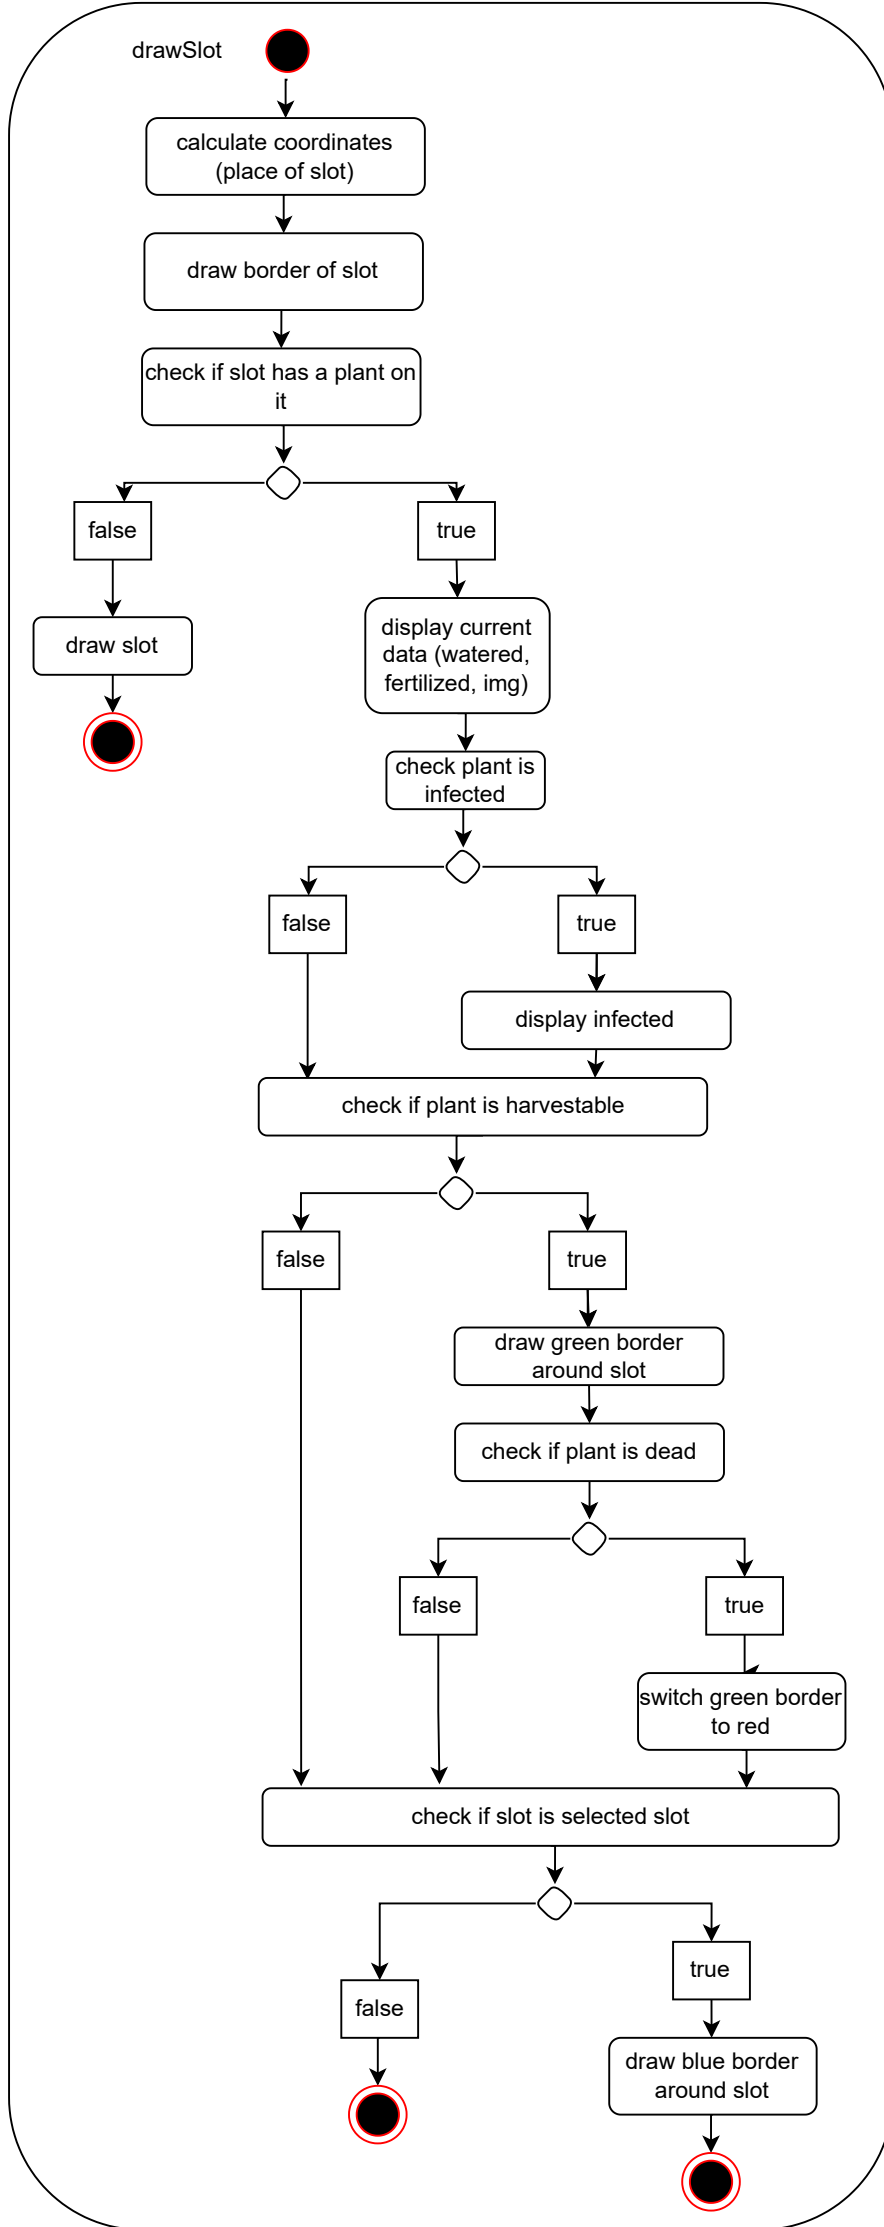 drawSlot
calculate coordinates
(place of slot)
draw border of slot
check if slot has a plant on
it
false
true
draw slot
display current
data (watered,
fertilized, img)
check plant is
infected
false
true
display infected
check if plant is harvestable
false
true
draw green border
around slot
check if plant is dead
false
true
switch green border
to red
check if slot is selected slot
true
false
draw blue border
around slot